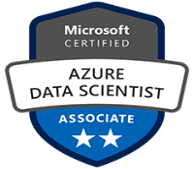 Microsoft
CERTIFIED
AZURE
DATA SCIENTIST
ASSOCIATE